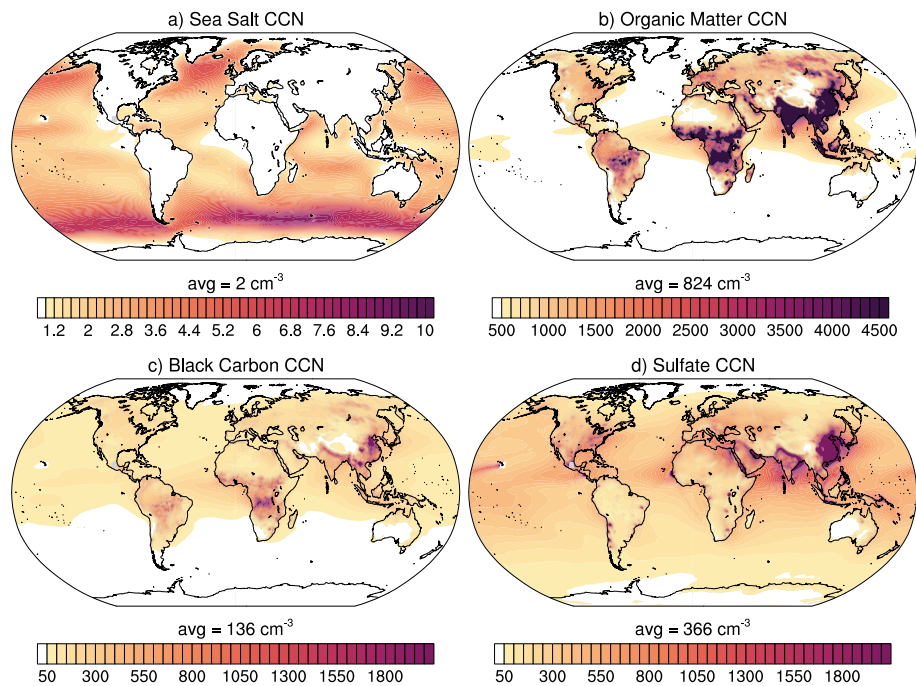 a) Sea Salt CCN
b) Organic Matter CCN
avg = 2 cm⁻³
avg = 824 cm⁻³
1.2 2 2.8 3.6 4.4 5.2 6 6.8 7.6 8.4 9.2 10
500 1000 1500 2000 2500 3000 3500 4000 4500
c) Black Carbon CCN
d) Sulfate CCN
avg = 136 cm⁻³
avg = 366 cm⁻³
50 300 550 800 1050 1300 1550 1800
50 300 550 800 1050 1300 1550 1800